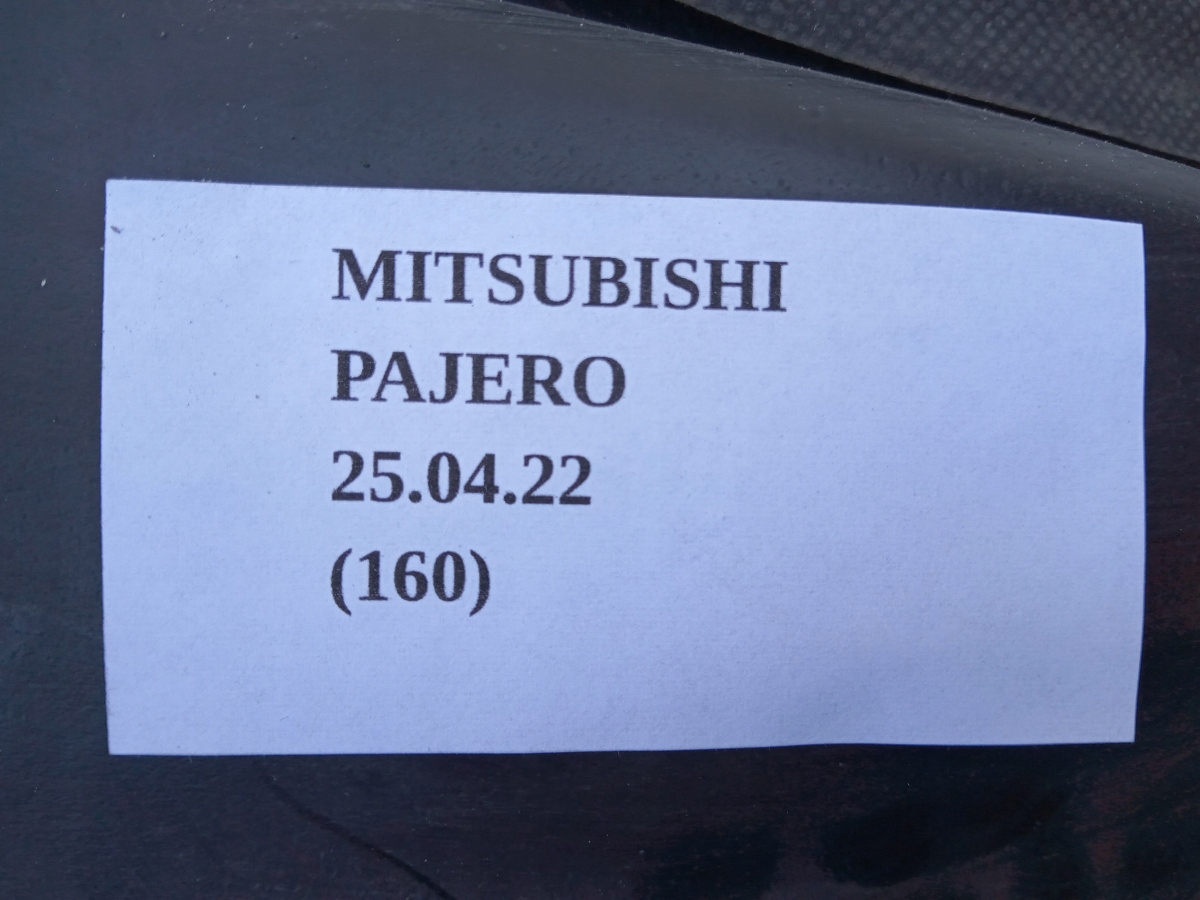 MITSUBISHI
PAJERO
25.04.22
(160)